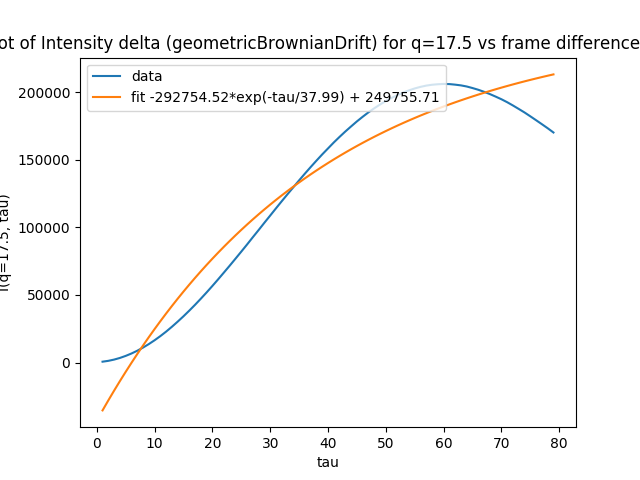 ot of Intensity delta (geometricBrownianDrift) for q=17.5 vs frame difference
data
fit -292754.52*exp(-tau/37.99) + 249755.71
200000
150000
100000
50000
0
I(q=17.5, tau)
0 10 20 30 40 50 60 70 80
tau